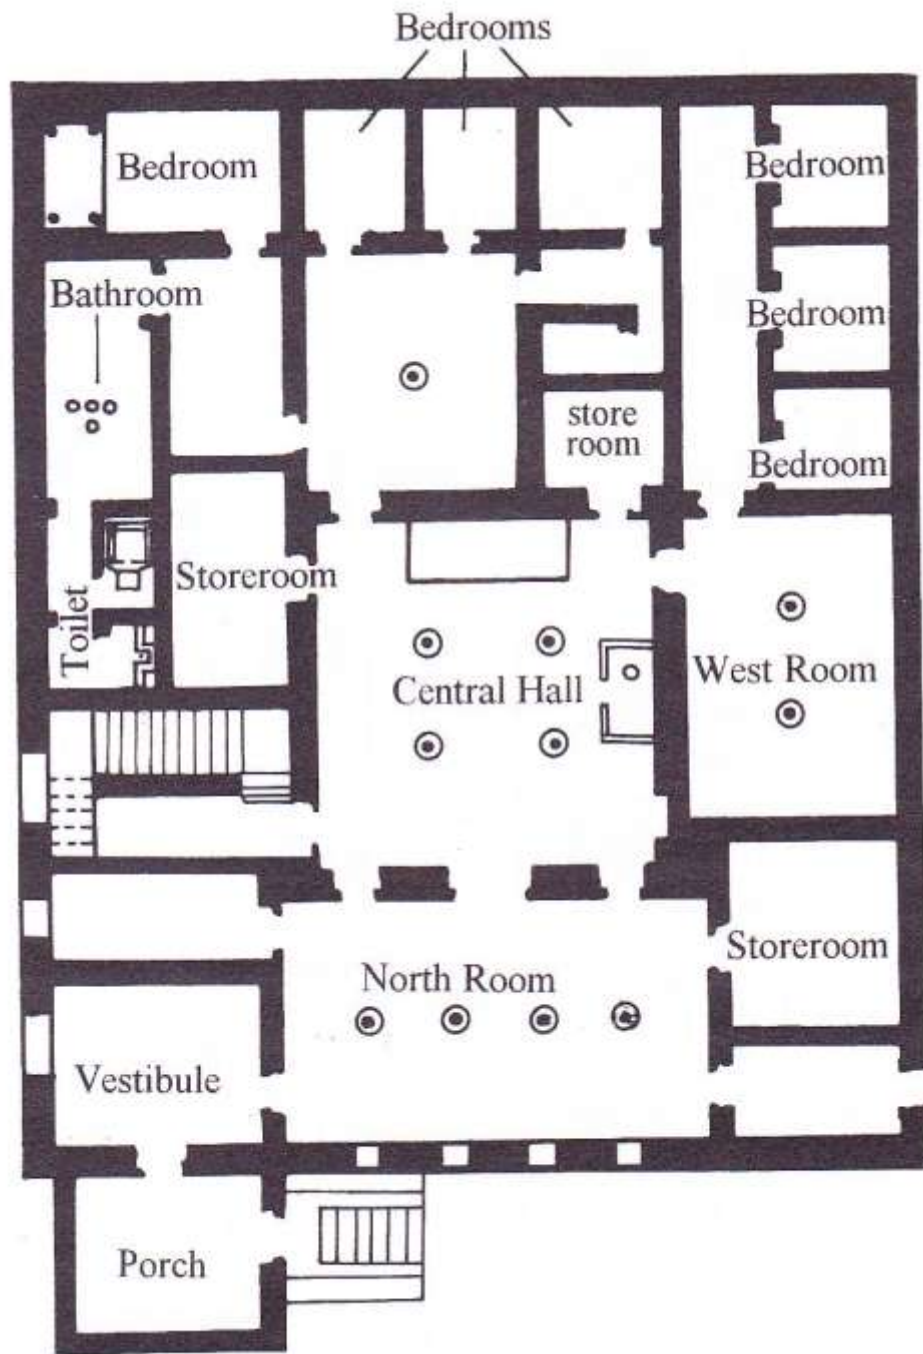 Bedrooms
Bedroom
Bedroom
Bathroom
Bedroom
store
room
Bedroom
Storeroom
Toilet
Central Hall
West Room
North Room
Storeroom
Vestibule
Porch